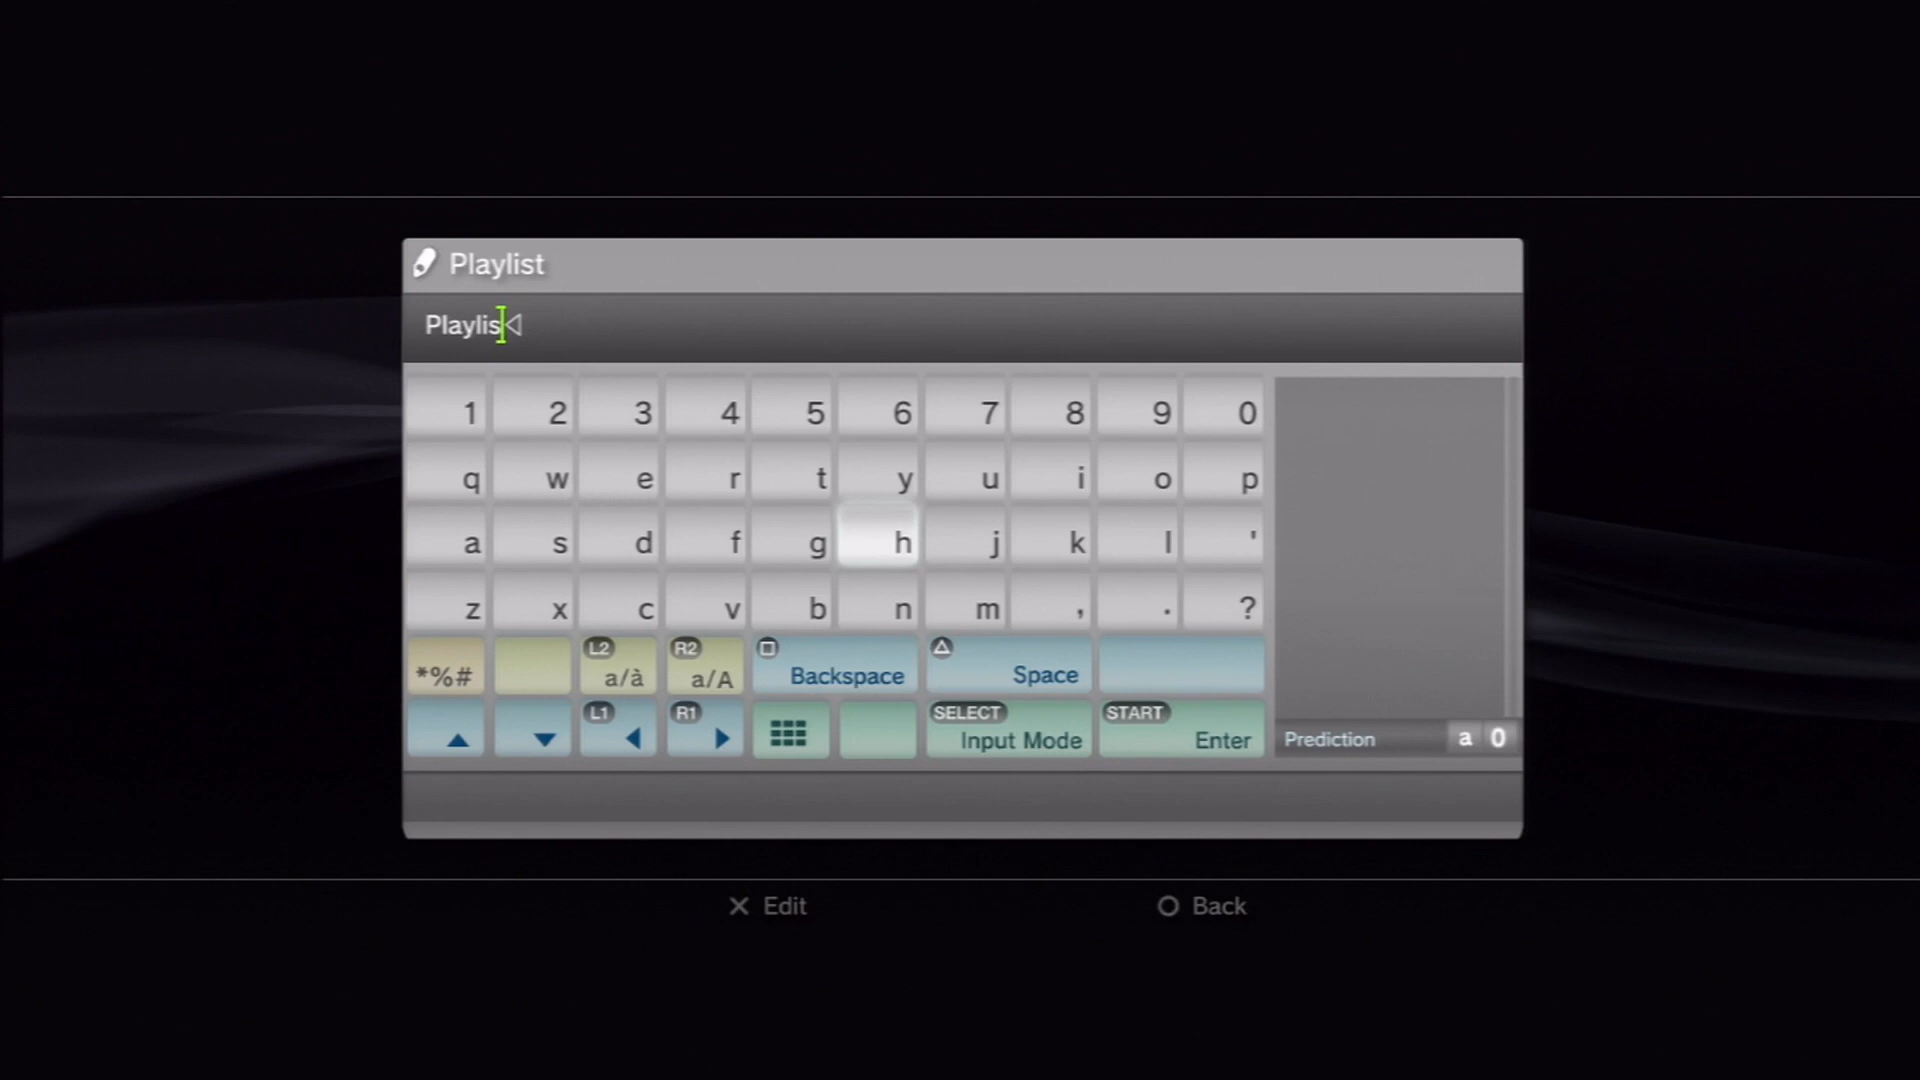 Playlist
Playlis
1 2 3 4 5 6 7 8 9 0
q w e r t y u i o p
a s d f g h j k l '
z x c v b n m , . ?
*%# L2 a/à R2 a/A Backspace Space
L1 R1 SELECT Input Mode START Enter
Prediction a 0
Edit Back